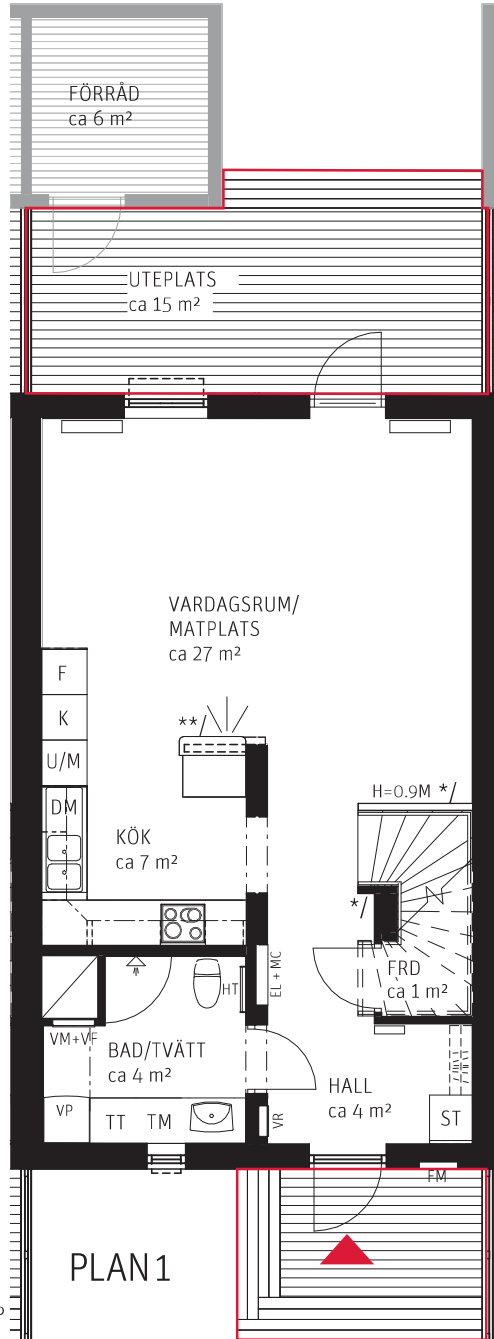 FÖRRÅD
ca 6 m²
UTEPLATS
ca 15 m²
VARDAGSRUM/
MATPLATS
ca 27 m²
F
K
**/
U/M
H=0.9M */
DM
KÖK
ca 7 m²
*/
EL + MC
FRD
ca 1 m²
HT
VM+VF
BAD/TVÄTT
ca 4 m²
HALL
ca 4 m²
VP
TT TM
VR
ST
FM
PLAN 1